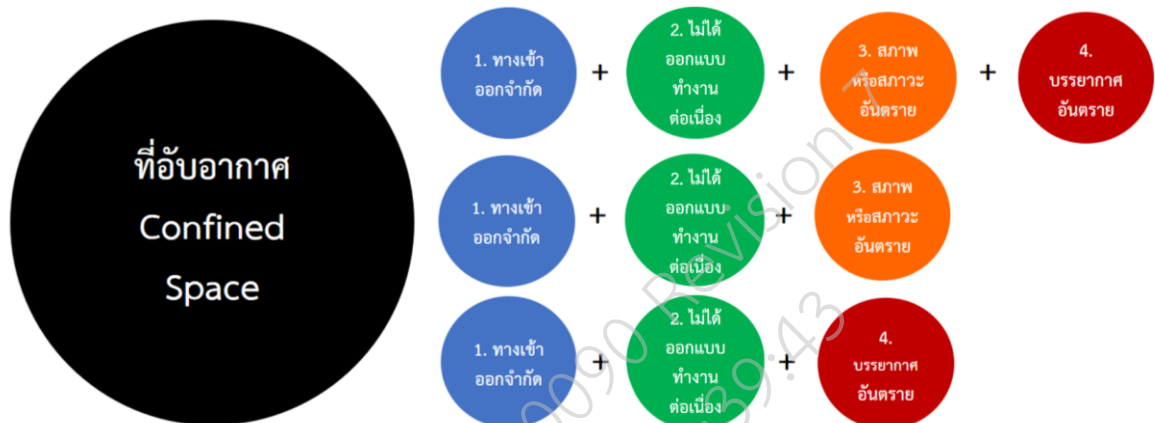 ที่อับอากาศ
Confined
Space
1. ทางเข้า
ออกจำกัด
+
2. ไม่ได้
ออกแบบ
ทำงาน
ต่อเนื่อง
+
3. สภาพ
หรือสภาวะ
อันตราย
+
4.
บรรยากาศ
อันตราย
1. ทางเข้า
ออกจำกัด
+
2. ไม่ได้
ออกแบบ
ทำงาน
ต่อเนื่อง
+
3. สภาพ
หรือสภาวะ
อันตราย
1. ทางเข้า
ออกจำกัด
+
2. ไม่ได้
ออกแบบ
ทำงาน
ต่อเนื่อง
+
4.
บรรยากาศ
อันตราย
0090 Revision 7
39:43